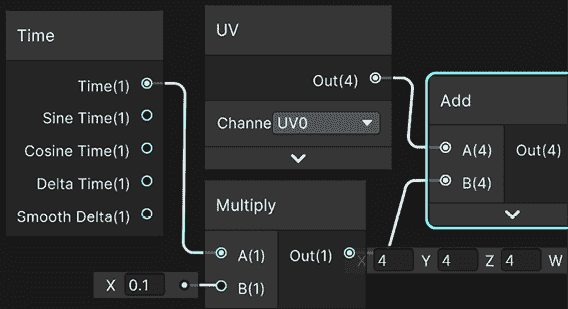 Time
Time(1)
Sine Time(1)
Cosine Time(1)
Delta Time(1)
Smooth Delta(1)
UV
Out(4)
Channe UV0
Multiply
A(1) Out(1)
B(1)
X 0.1
Add
A(4) Out(4)
B(4)
X 4 Y 4 Z 4 W